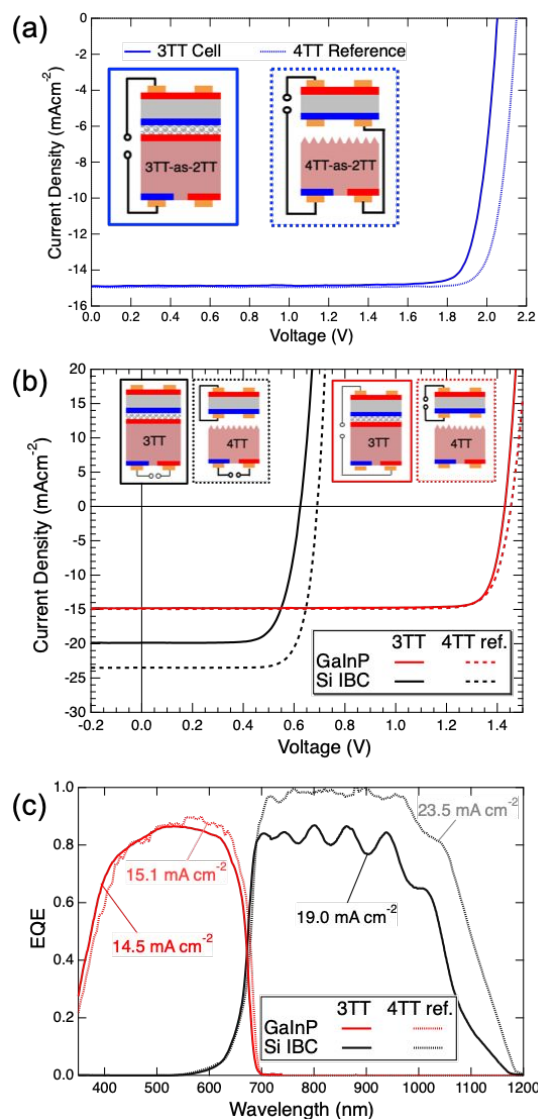 (a)
3TT Cell 4TT Reference
3TT-as-2TT
4TT-as-2TT
Current Density (mAcm-2)
0
-2
-4
-6
-8
-10
-12
-14
-16
0.0 0.2 0.4 0.6 0.8 1.0 1.2 1.4 1.6 1.8 2.0 2.2
Voltage (V)
(b)
3TT 4TT 3TT 4TT
Current Density (mAcm-2)
20
15
10
5
0
-5
-10
-15
-20
-25
-30
3TT 4TT ref.
GaInP
Si IBC
-0.2 0.0 0.2 0.4 0.6 0.8 1.0 1.2 1.4
Voltage (V)
(c)
EQE
1.0
0.8
0.6
0.4
0.2
0.0
23.5 mA cm-2
15.1 mA cm-2
19.0 mA cm-2
14.5 mA cm-2
3TT 4TT ref.
GaInP
Si IBC
400 500 600 700 800 900 1000 1100 1200
Wavelength (nm)